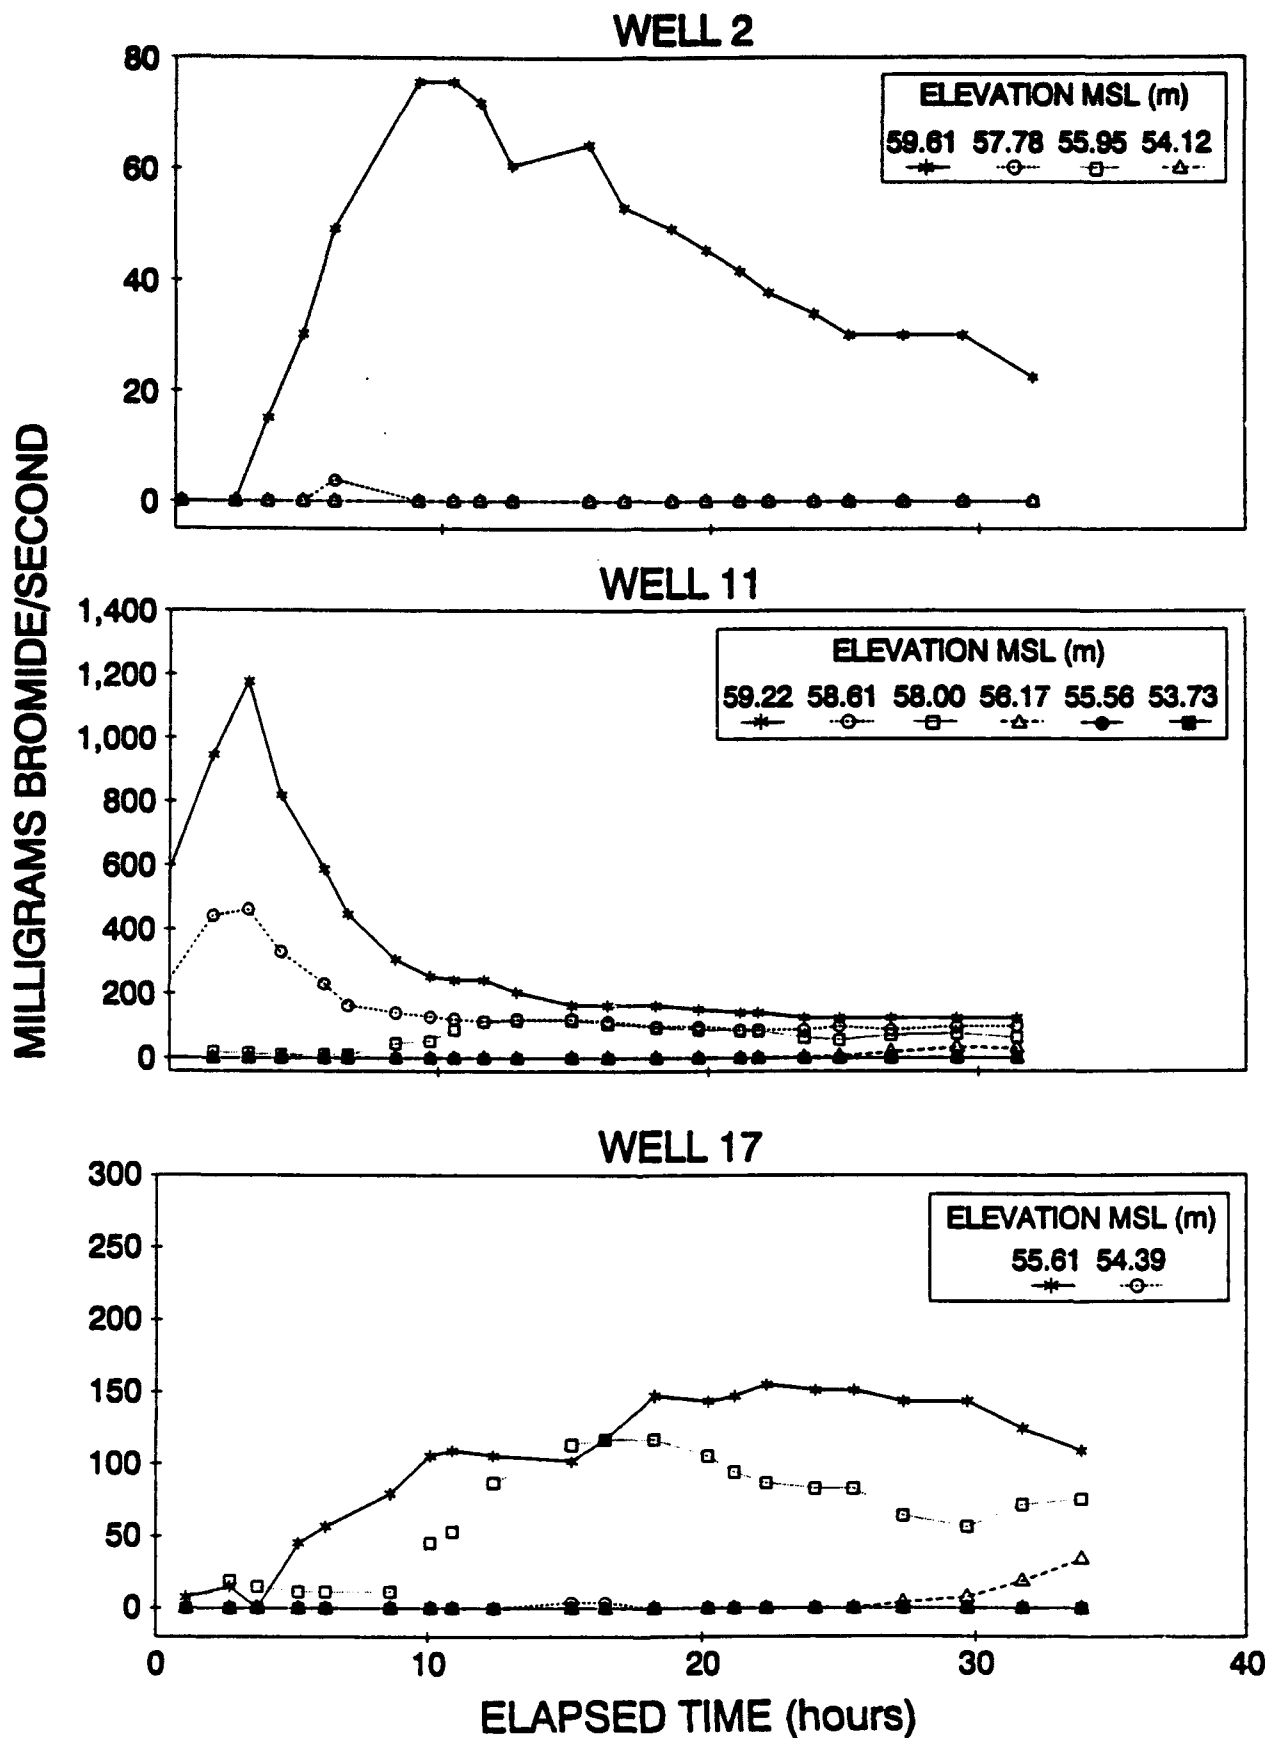 WELL 2
80
60
40
20
0
ELEVATION MSL (m)
59.61 57.78 55.95 54.12
MILLIGRAMS BROMIDE/SECOND
WELL 11
1,400
1,200
1,000
800
600
400
200
0
ELEVATION MSL (m)
59.22 58.61 58.00 56.17 55.56 53.73
WELL 17
300
250
200
150
100
50
0
ELEVATION MSL (m)
55.61 54.39
0 10 20 30 40
ELAPSED TIME (hours)